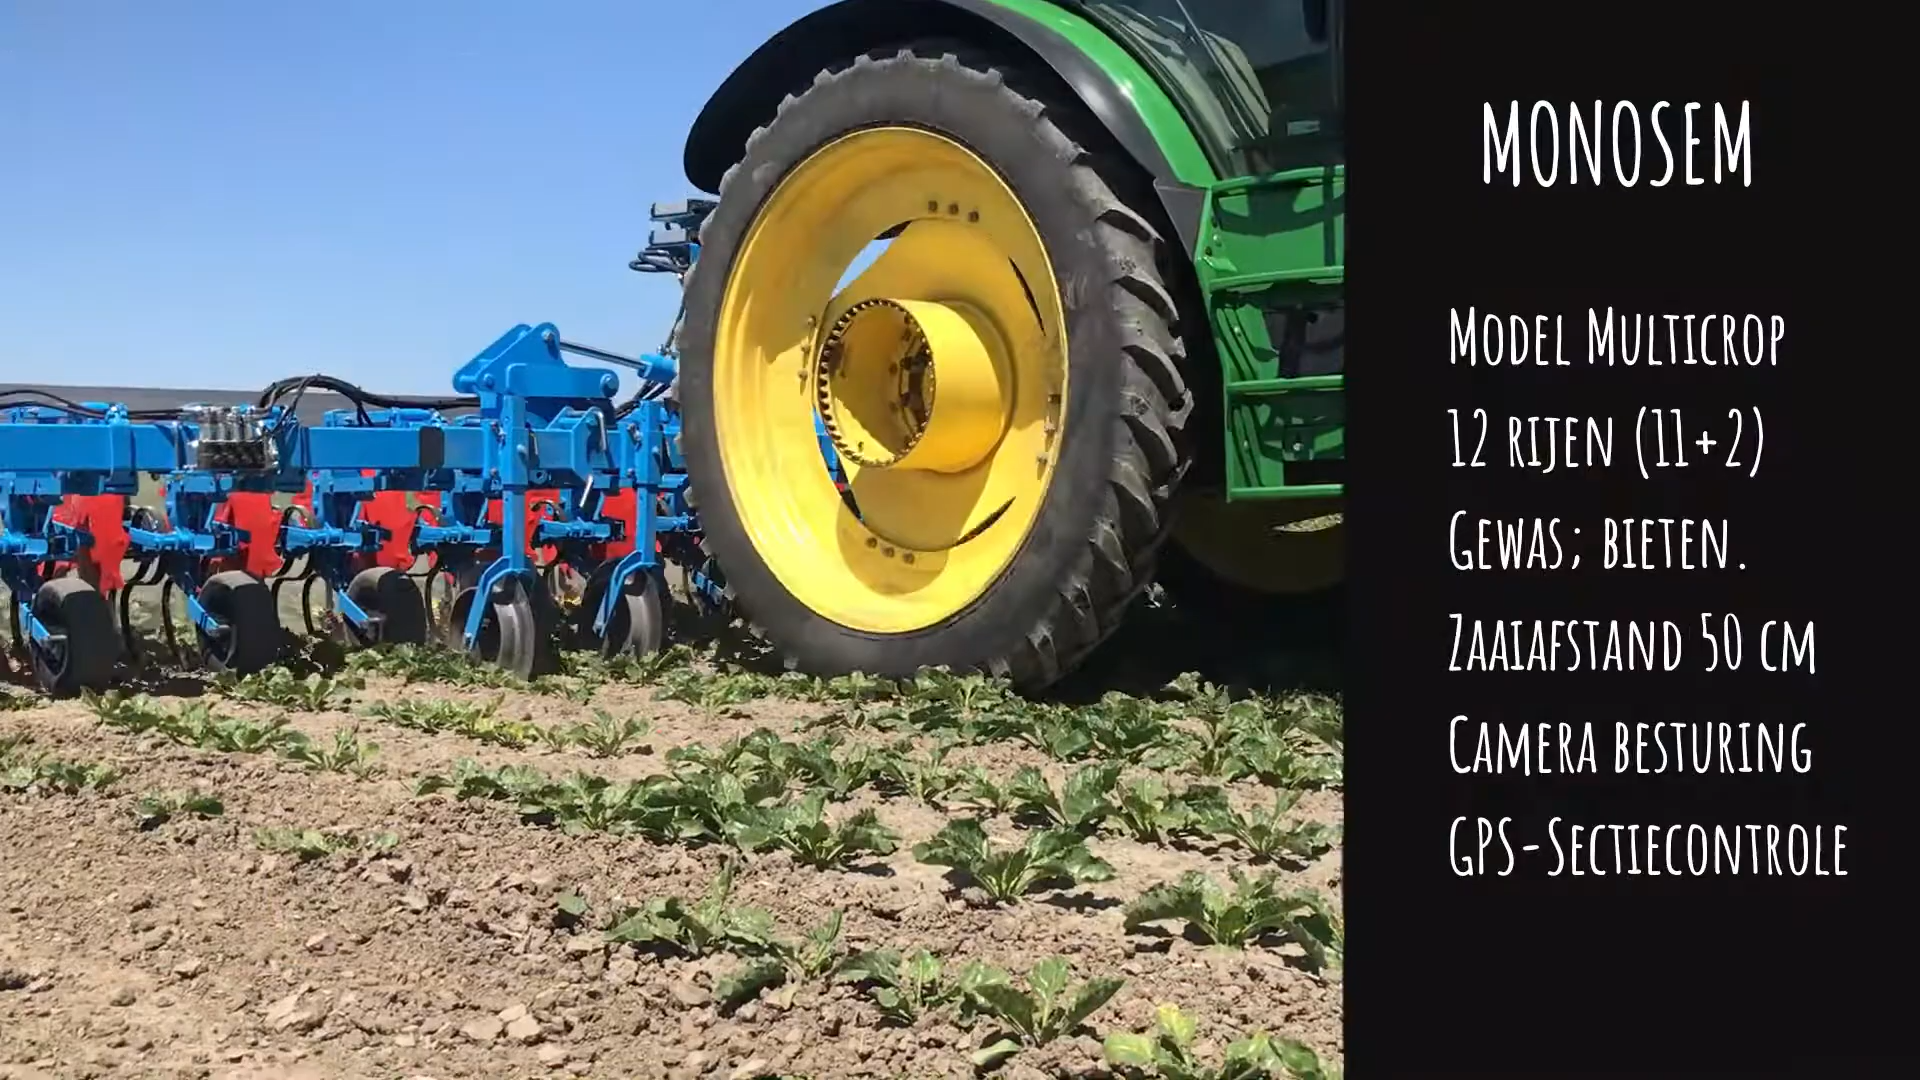 MONOSEM
Model Multicrop
12 rijen (11+2)
Gewas; bieten.
Zaaiafstand 50 cm
Camera besturing
GPS-Sectiecontrole